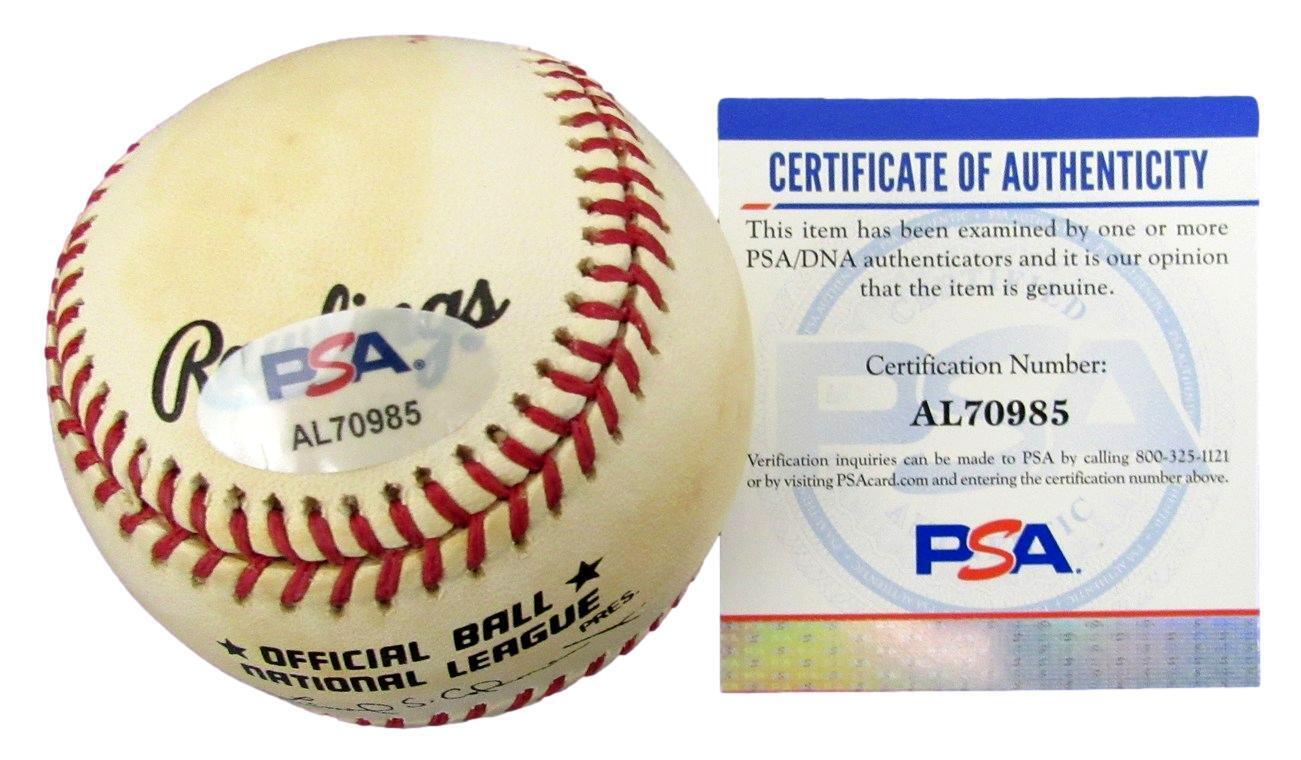 Rawlings
PSA
AL70985
★ OFFICIAL BALL ★
NATIONAL LEAGUE
PRES.
CERTIFICATE OF AUTHENTICITY
This item has been examined by one or more
PSA/DNA authenticators and it is our opinion
that the item is genuine.
Certification Number:
AL70985
Verification inquiries can be made to PSA by calling 800-325-1121
or by visiting PSAcard.com and entering the certification number above.
PSA